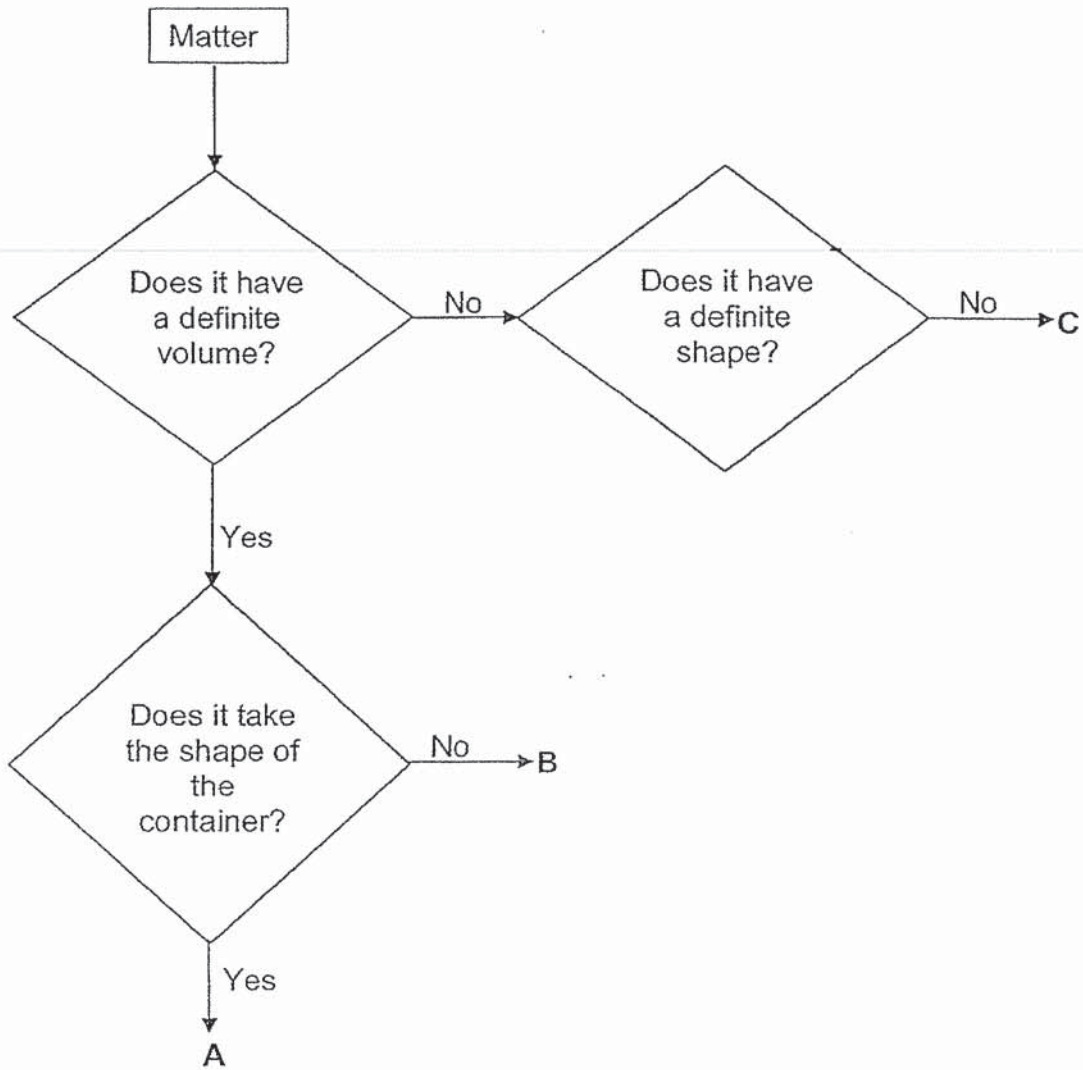 Matter
Does it have
a definite
volume?
No
Does it have
a definite
shape?
No
C
Yes
Does it take
the shape of
the
container?
No
B
Yes
A